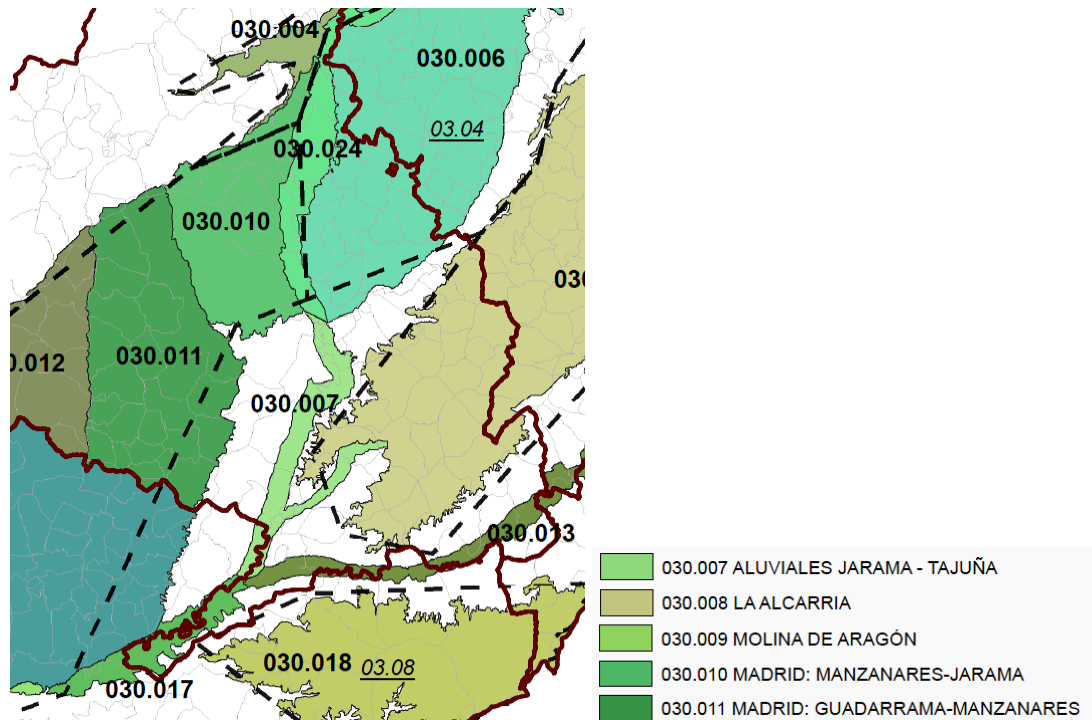 030.004
030.006
03.04
030.024
030.010
030
0.012
030.011
030.007
030.013
030.018
03.08
030.017
030.007 ALUVIALES JARAMA - TAJUÑA
030.008 LA ALCARRIA
030.009 MOLINA DE ARAGÓN
030.010 MADRID: MANZANARES-JARAMA
030.011 MADRID: GUADARRAMA-MANZANARES